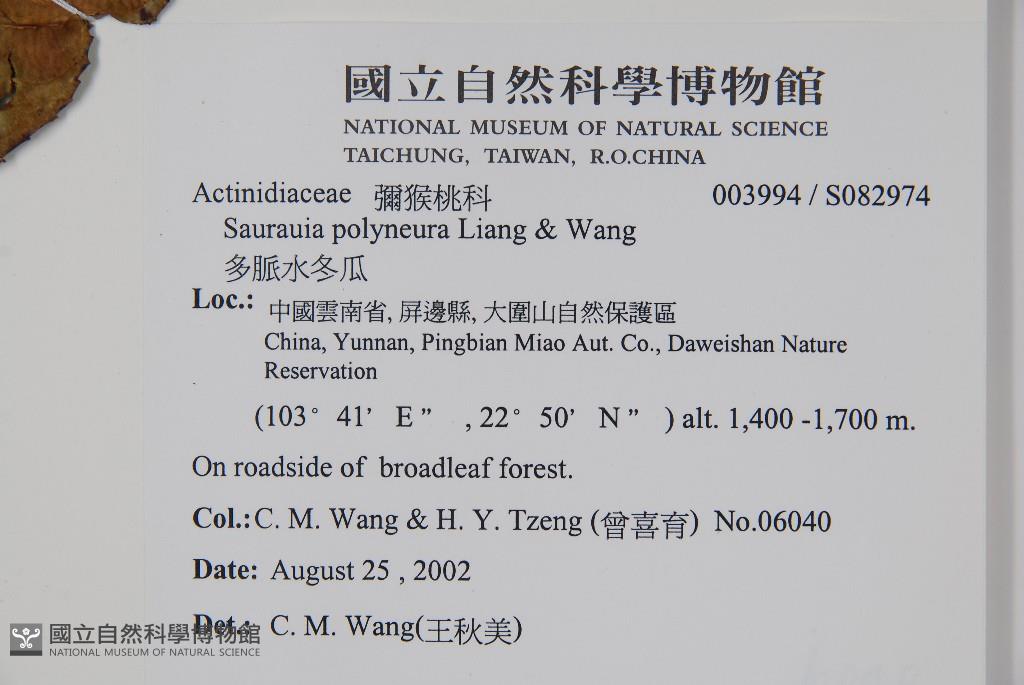 國立自然科學博物館
NATIONAL MUSEUM OF NATURAL SCIENCE
TAICHUNG, TAIWAN, R.O.CHINA
Actinidiaceae 獼猴桃科 003994 / S082974
Saurauia polyneura Liang & Wang
多脈水冬瓜
Loc.: 中國雲南省, 屏邊縣, 大圍山自然保護區
China, Yunnan, Pingbian Miao Aut. Co., Daweishan Nature
Reservation
(103° 41’ E ” , 22° 50’ N ” ) alt. 1,400 -1,700 m.
On roadside of broadleaf forest.
Col.: C. M. Wang & H. Y. Tzeng (曾喜育) No.06040
Date: August 25 , 2002
Det.: C. M. Wang(王秋美)
國立自然科學博物館
NATIONAL MUSEUM OF NATURAL SCIENCE